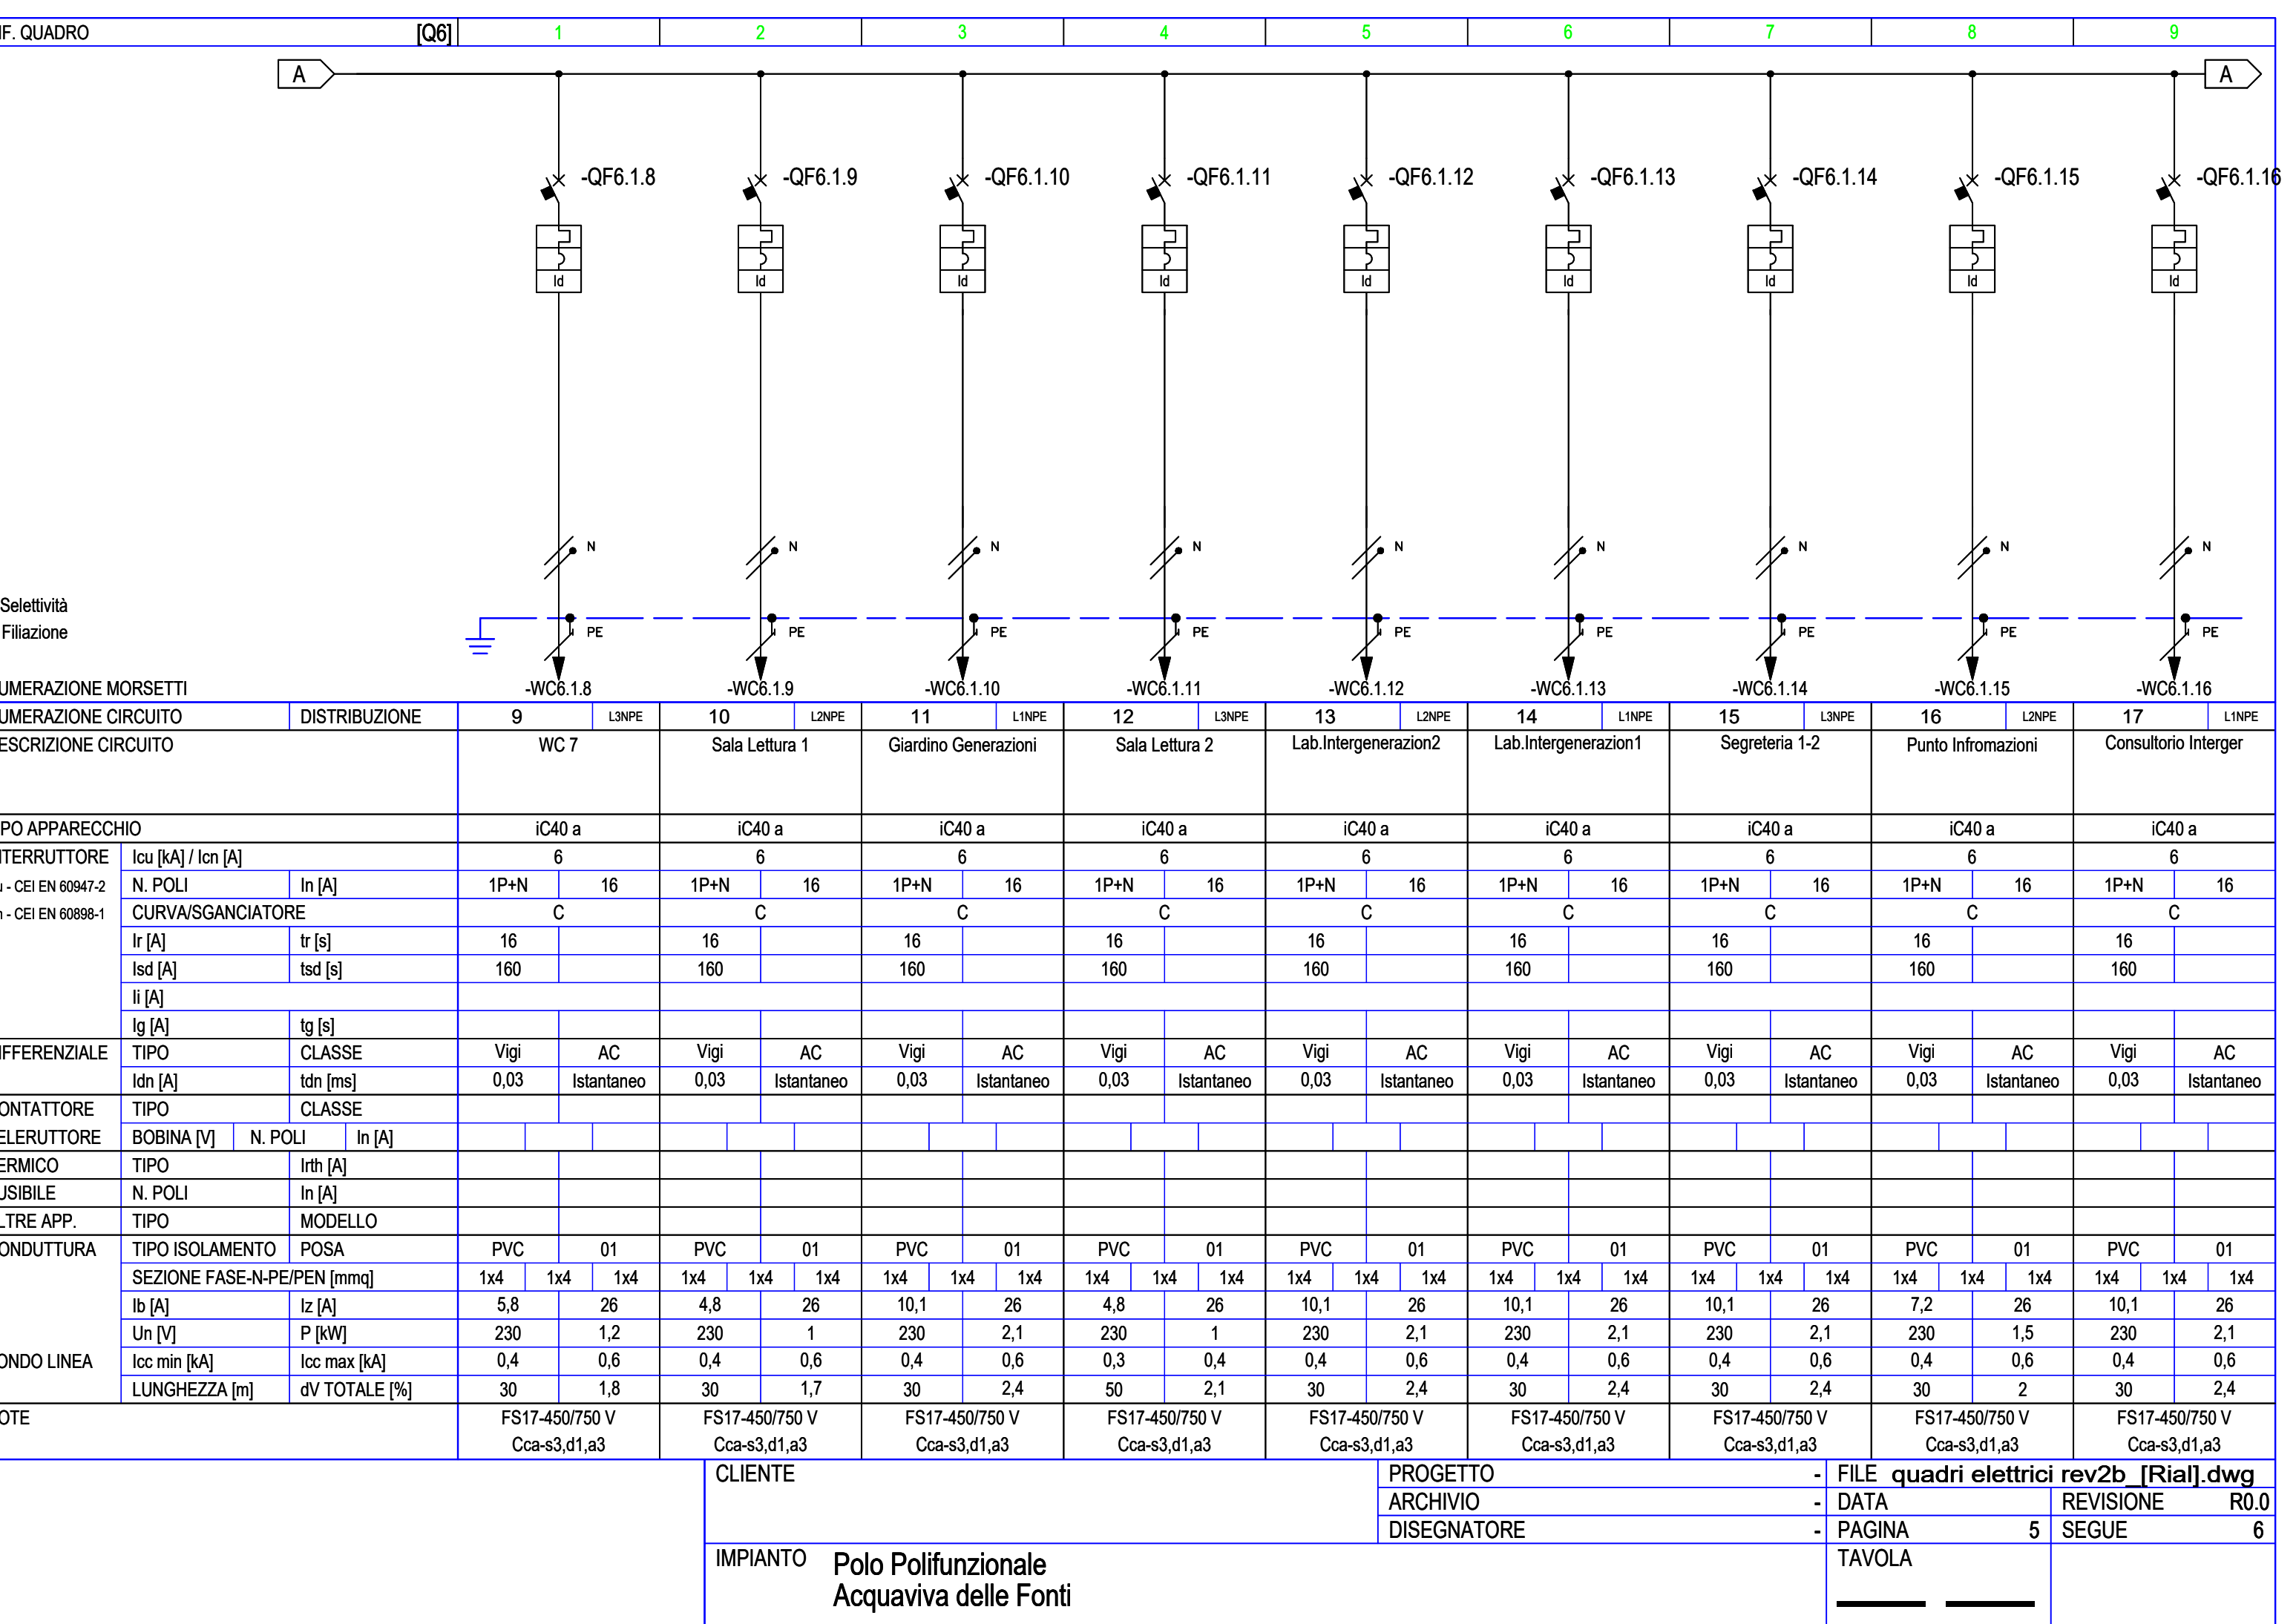 IF. QUADRO [Q6] 1 2 3 4 5 6 7 8 9
A A
-QF6.1.8 -QF6.1.9 -QF6.1.10 -QF6.1.11 -QF6.1.12 -QF6.1.13 -QF6.1.14 -QF6.1.15 -QF6.1.16
Id Id Id Id Id Id Id Id Id
N N N N N N N N N
Selettività
Filiazione
PE PE PE PE PE PE PE PE PE
UMERAZIONE MORSETTI -WC6.1.8 -WC6.1.9 -WC6.1.10 -WC6.1.11 -WC6.1.12 -WC6.1.13 -WC6.1.14 -WC6.1.15 -WC6.1.16
UMERAZIONE CIRCUITO DISTRIBUZIONE 9 L3NPE 10 L2NPE 11 L1NPE 12 L3NPE 13 L2NPE 14 L1NPE 15 L3NPE 16 L2NPE 17 L1NPE
ESCRIZIONE CIRCUITO WC 7 Sala Lettura 1 Giardino Generazioni Sala Lettura 2 Lab.Intergenerazion2 Lab.Intergenerazion1 Segreteria 1-2 Punto Infromazioni Consultorio Interger
PO APPARECCHIO iC40 a iC40 a iC40 a iC40 a iC40 a iC40 a iC40 a iC40 a iC40 a
TERRUTTORE Icu [kA] / Icn [A] 6 6 6 6 6 6 6 6 6
u - CEI EN 60947-2 N. POLI In [A] 1P+N 16 1P+N 16 1P+N 16 1P+N 16 1P+N 16 1P+N 16 1P+N 16 1P+N 16 1P+N 16
n - CEI EN 60898-1 CURVA/SGANCIATORE C C C C C C C C C
Ir [A] tr [s] 16 16 16 16 16 16 16 16 16
Isd [A] tsd [s] 160 160 160 160 160 160 160 160 160
Ii [A]
Ig [A] tg [s]
IFFERENZIALE TIPO CLASSE Vigi AC Vigi AC Vigi AC Vigi AC Vigi AC Vigi AC Vigi AC Vigi AC Vigi AC
Idn [A] tdn [ms] 0,03 Istantaneo 0,03 Istantaneo 0,03 Istantaneo 0,03 Istantaneo 0,03 Istantaneo 0,03 Istantaneo 0,03 Istantaneo 0,03 Istantaneo 0,03 Istantaneo
ONTATTORE TIPO CLASSE
ELERUTTORE BOBINA [V] N. POLI In [A]
ERMICO TIPO Irth [A]
USIBILE N. POLI In [A]
LTRE APP. TIPO MODELLO
ONDUTTURA TIPO ISOLAMENTO POSA PVC 01 PVC 01 PVC 01 PVC 01 PVC 01 PVC 01 PVC 01 PVC 01 PVC 01
SEZIONE FASE-N-PE/PEN [mmq] 1x4 1x4 1x4 1x4 1x4 1x4 1x4 1x4 1x4 1x4 1x4 1x4 1x4 1x4 1x4 1x4 1x4 1x4 1x4 1x4 1x4 1x4 1x4 1x4 1x4 1x4 1x4
Ib [A] Iz [A] 5,8 26 4,8 26 10,1 26 4,8 26 10,1 26 10,1 26 10,1 26 7,2 26 10,1 26
Un [V] P [kW] 230 1,2 230 1 230 2,1 230 1 230 2,1 230 2,1 230 2,1 230 1,5 230 2,1
ONDO LINEA Icc min [kA] Icc max [kA] 0,4 0,6 0,4 0,6 0,4 0,6 0,3 0,4 0,4 0,6 0,4 0,6 0,4 0,6 0,4 0,6 0,4 0,6
LUNGHEZZA [m] dV TOTALE [%] 30 1,8 30 1,7 30 2,4 50 2,1 30 2,4 30 2,4 30 2,4 30 2 30 2,4
OTE FS17-450/750 V FS17-450/750 V FS17-450/750 V FS17-450/750 V FS17-450/750 V FS17-450/750 V FS17-450/750 V FS17-450/750 V FS17-450/750 V
Cca-s3,d1,a3 Cca-s3,d1,a3 Cca-s3,d1,a3 Cca-s3,d1,a3 Cca-s3,d1,a3 Cca-s3,d1,a3 Cca-s3,d1,a3 Cca-s3,d1,a3 Cca-s3,d1,a3
CLIENTE PROGETTO - FILE quadri elettrici rev2b_[Rial].dwg
ARCHIVIO - DATA REVISIONE R0.0
DISEGNATORE - PAGINA 5 SEGUE 6
IMPIANTO Polo Polifunzionale TAVOLA
Acquaviva delle Fonti